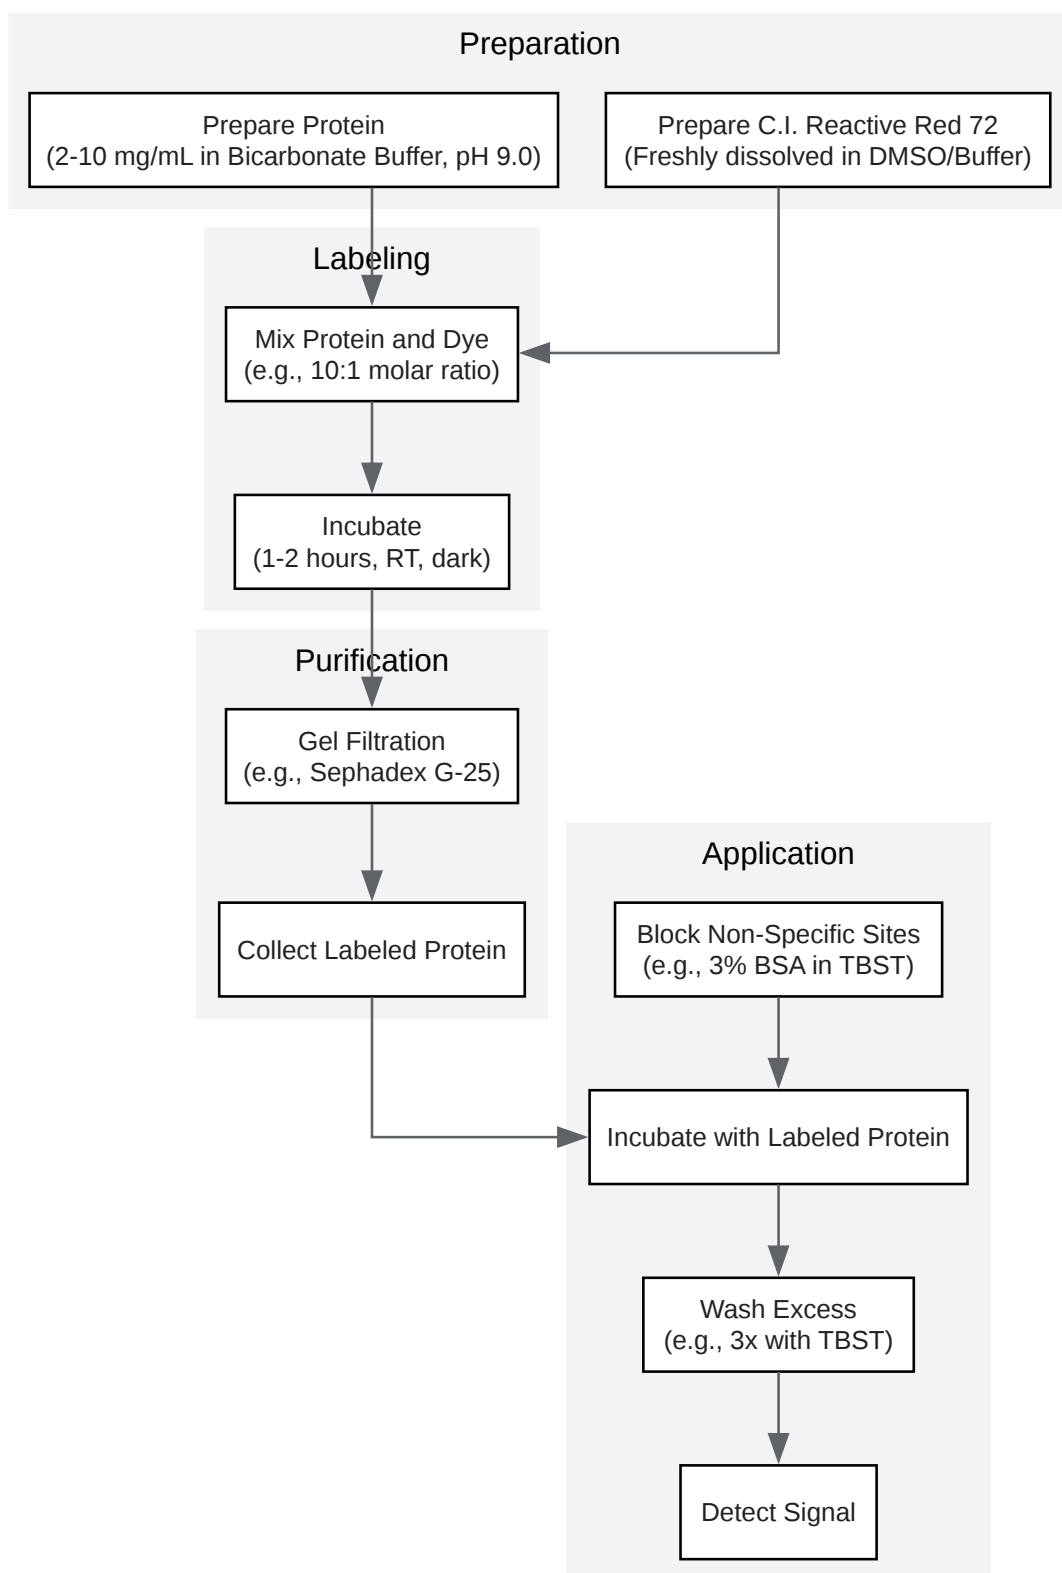 Preparation
Prepare Protein
(2-10 mg/mL in Bicarbonate Buffer, pH 9.0)
Prepare C.I. Reactive Red 72
(Freshly dissolved in DMSO/Buffer)
Labeling
Mix Protein and Dye
(e.g., 10:1 molar ratio)
Incubate
(1-2 hours, RT, dark)
Purification
Gel Filtration
(e.g., Sephadex G-25)
Collect Labeled Protein
Application
Block Non-Specific Sites
(e.g., 3% BSA in TBST)
Incubate with Labeled Protein
Wash Excess
(e.g., 3x with TBST)
Detect Signal